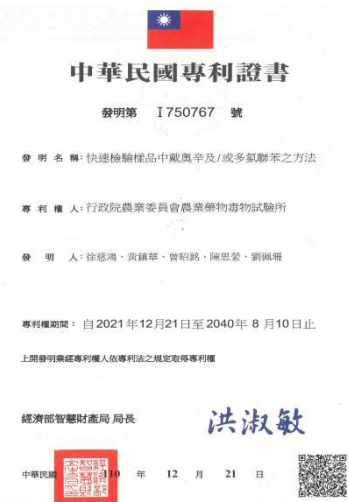 中華民國專利證書
發明第 I750767 號
發明名稱：快速檢驗樣品中戴奧辛及/或多氯聯苯之方法
專利權人：行政院農業委員會農業藥物毒物試驗所
發明人：徐慈鴻、黃鎮華、曾昭銘、陳思縈、劉佩珊
專利權期間：自2021年12月21日至2040年 8 月10日止
上開發明業經專利權人依專利法之規定取得專利權
經濟部智慧財產局 局長
洪淑敏
中華民國 110 年 12 月 21 日